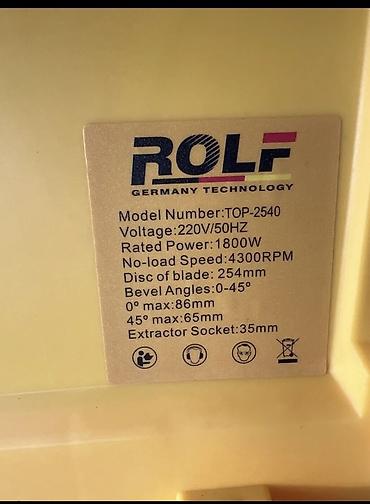 ROLF
GERMANY TECHNOLOGY
Model Number:TOP-2540
Voltage:220V/50HZ
Rated Power:1800W
No-load Speed:4300RPM
Disc of blade: 254mm
Bevel Angles:0-45°
0° max:86mm
45° max:65mm
Extractor Socket:35mm